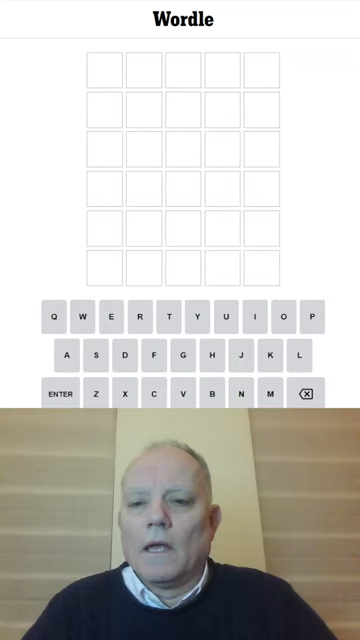 Wordle
Q W E R T Y U I O P
A S D F G H J K L
ENTER Z X C V B N M